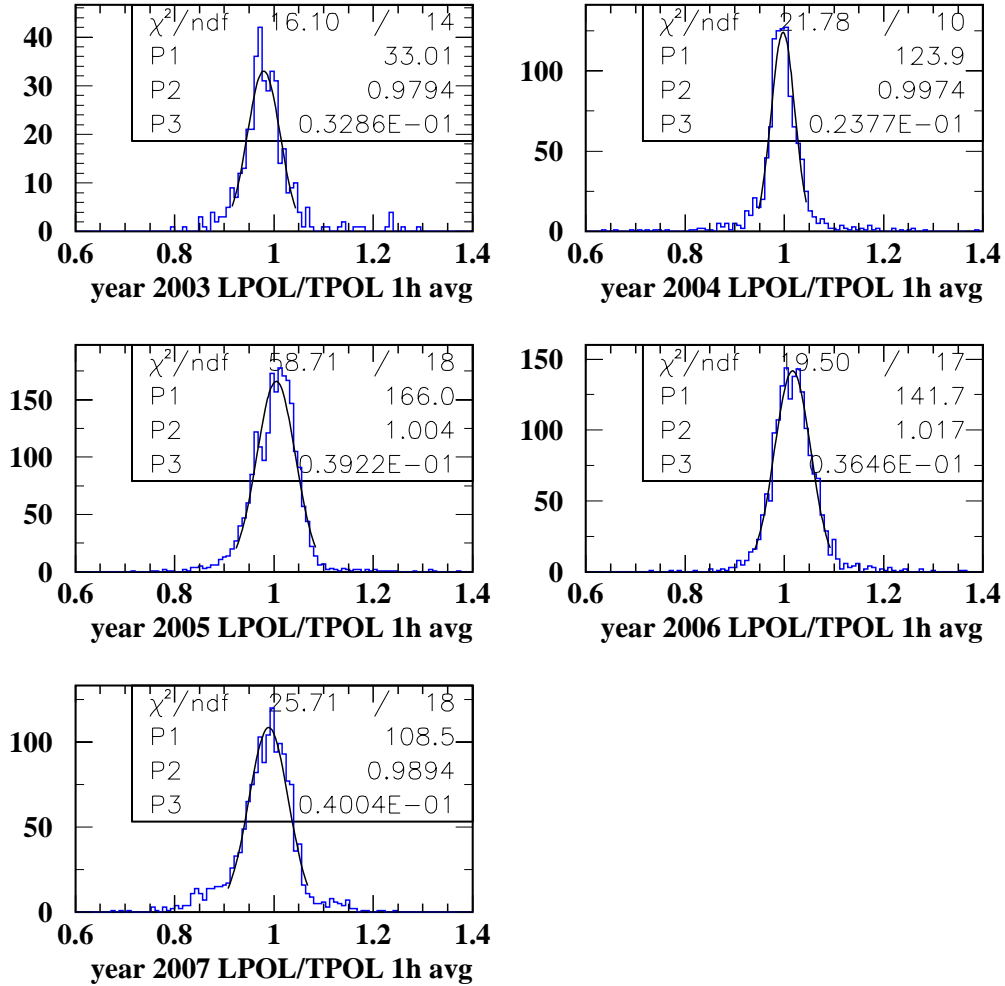 χ²/ndf 16.10 / 14
P1 33.01
P2 0.9794
P3 0.3286E-01
40
30
20
10
0
0.6 0.8 1 1.2 1.4
year 2003 LPOL/TPOL 1h avg
χ²/ndf 21.78 / 10
P1 123.9
P2 0.9974
P3 0.2377E-01
100
50
0
0.6 0.8 1 1.2 1.4
year 2004 LPOL/TPOL 1h avg
χ²/ndf 58.71 / 18
P1 166.0
P2 1.004
P3 0.3922E-01
150
100
50
0
0.6 0.8 1 1.2 1.4
year 2005 LPOL/TPOL 1h avg
χ²/ndf 19.50 / 17
P1 141.7
P2 1.017
P3 0.3646E-01
150
100
50
0
0.6 0.8 1 1.2 1.4
year 2006 LPOL/TPOL 1h avg
χ²/ndf 25.71 / 18
P1 108.5
P2 0.9894
P3 0.4004E-01
100
50
0
0.6 0.8 1 1.2 1.4
year 2007 LPOL/TPOL 1h avg